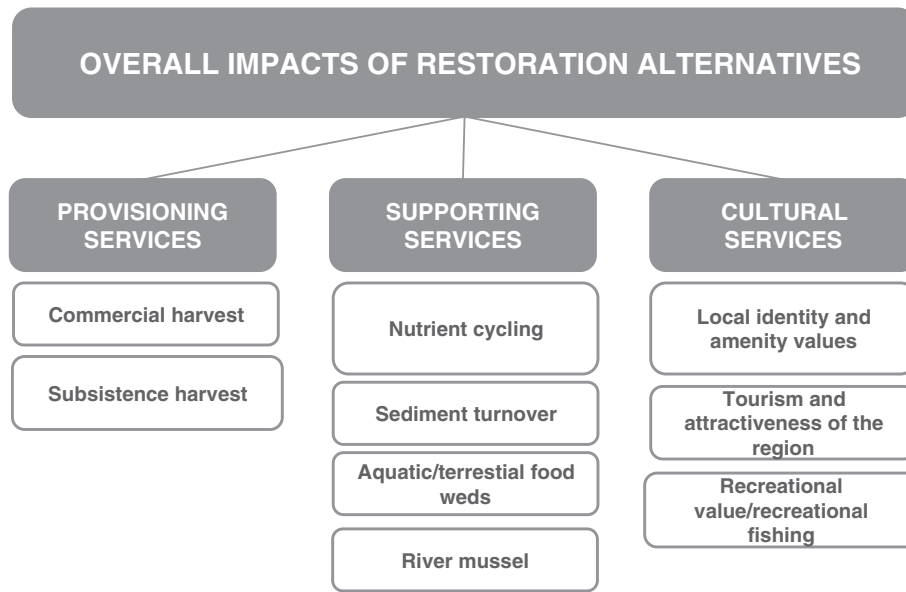 OVERALL IMPACTS OF RESTORATION ALTERNATIVES
PROVISIONING
SERVICES
Commercial harvest
Subsistence harvest
SUPPORTING
SERVICES
Nutrient cycling
Sediment turnover
Aquatic/terrestial food
weds
River mussel
CULTURAL
SERVICES
Local identity and
amenity values
Tourism and
attractiveness of the
region
Recreational
value/recreational
fishing